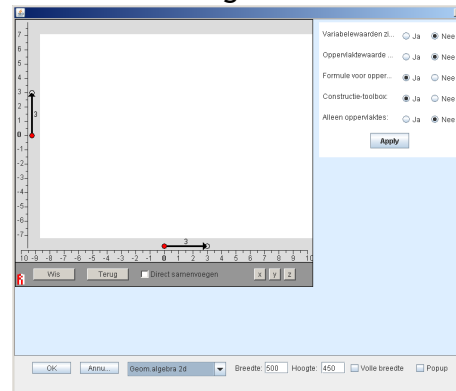 7
6
5
4
3
2
1
0
-1
-2
-3
-4
-5
-6
-7
3
3
10 -9 -8 -7 -6 -5 -4 -3 -2 -1 0 1 2 3 4 5 6 7 8 9 10
Wis Terug Direct samenvoegen x y z
Variabelewaarden zi... Ja Nee
Oppervlaktewaarde ... Ja Nee
Formule voor opper... Ja Nee
Constructie-toolbox: Ja Nee
Alleen oppervlaktes: Ja Nee
Apply
OK Annu... Geom.algebra 2d Breedte: 500 Hoogte: 450 Volle breedte Popup